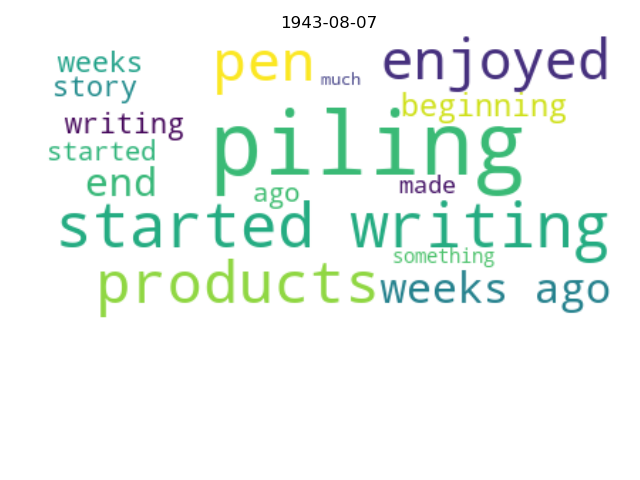 1943-08-07
weeks
pen
much
enjoyed
story
beginning
writing
piling
started
end
ago
made
started writing
something
products
weeks ago